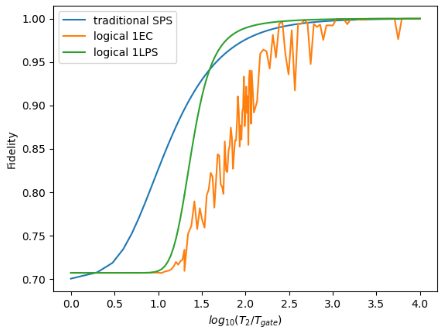 traditional SPS
logical 1EC
logical 1LPS
Fidelity
1.00
0.95
0.90
0.85
0.80
0.75
0.70
0.0 0.5 1.0 1.5 2.0 2.5 3.0 3.5 4.0
log₁₀(T₂/T_gate)